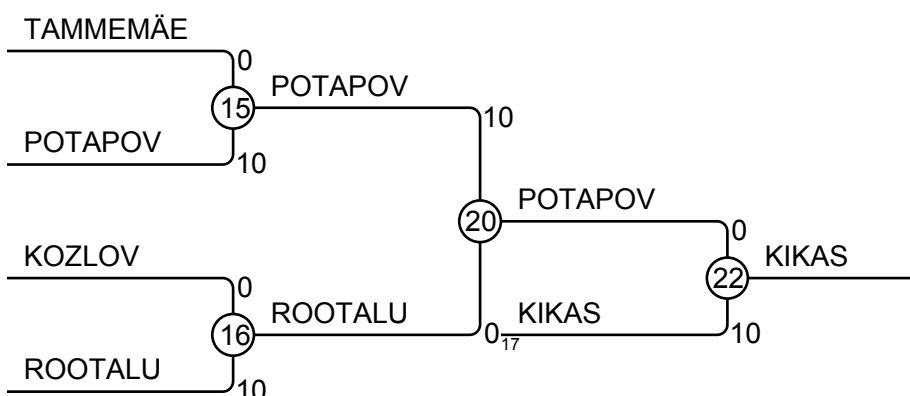 TAMMEMÄE
0
15
POTAPOV
POTAPOV
10
10
20
POTAPOV
0
KOZLOV
0
22
KIKAS
16
ROOTALU
0
17
KIKAS
10
ROOTALU
10